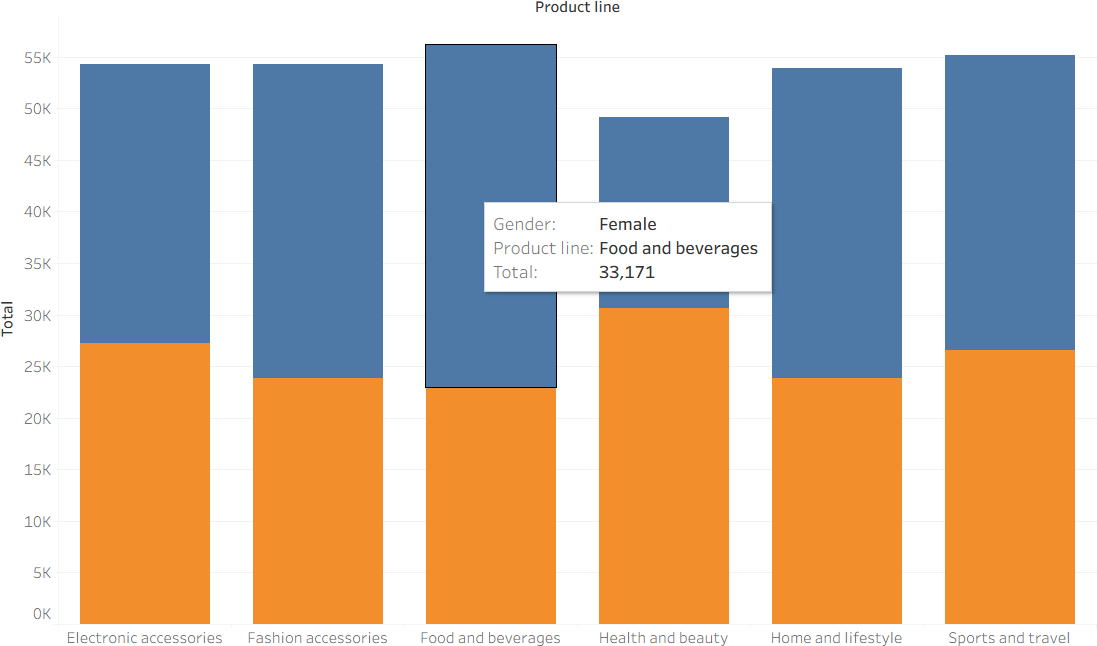 Product line
55K
50K
45K
40K
35K
30K
25K
20K
15K
10K
5K
0K
Total
Gender: Female
Product line: Food and beverages
Total: 33,171
Electronic accessories Fashion accessories Food and beverages Health and beauty Home and lifestyle Sports and travel